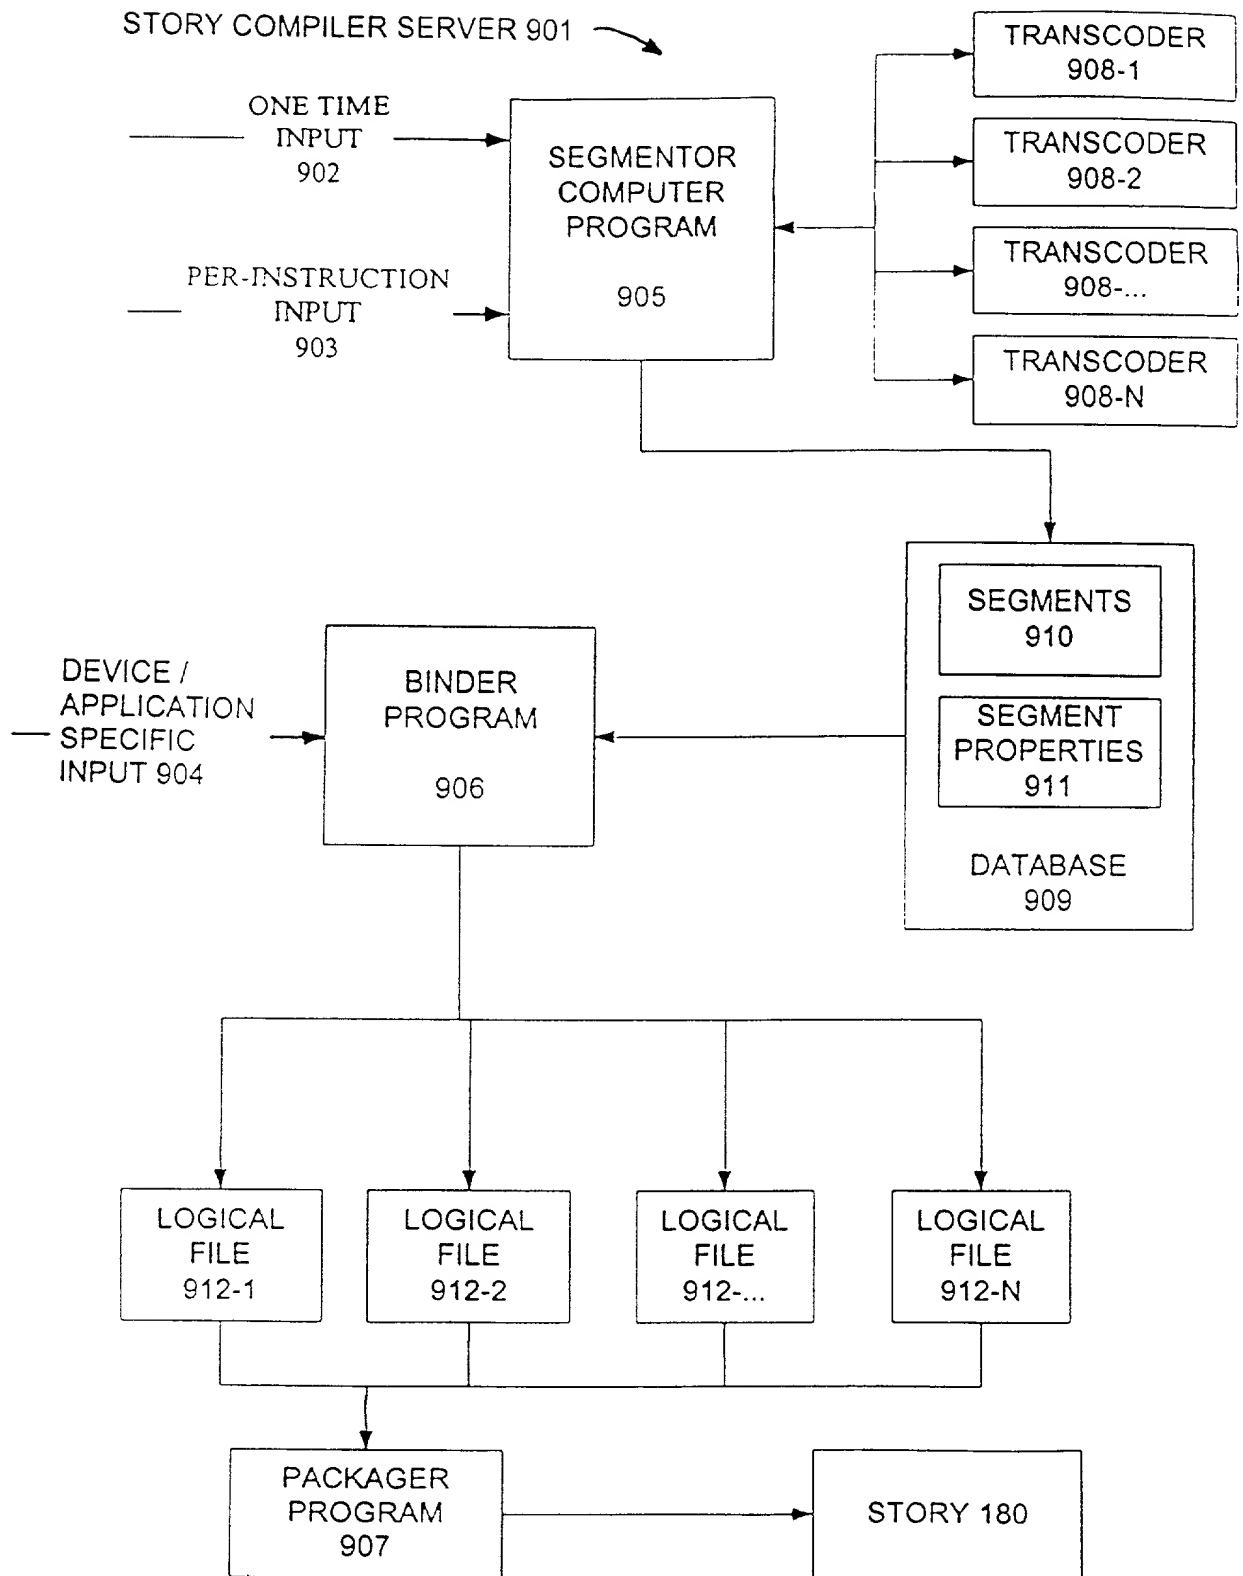 STORY COMPILER SERVER 901
ONE TIME
INPUT
902
PER-INSTRUCTION
INPUT
903
SEGMENTOR
COMPUTER
PROGRAM
905
TRANSCODER
908-1
TRANSCODER
908-2
TRANSCODER
908-...
TRANSCODER
908-N
SEGMENTS
910
SEGMENT
PROPERTIES
911
DATABASE
909
DEVICE /
APPLICATION
SPECIFIC
INPUT 904
BINDER
PROGRAM
906
LOGICAL
FILE
912-1
LOGICAL
FILE
912-2
LOGICAL
FILE
912-...
LOGICAL
FILE
912-N
PACKAGER
PROGRAM
907
STORY 180